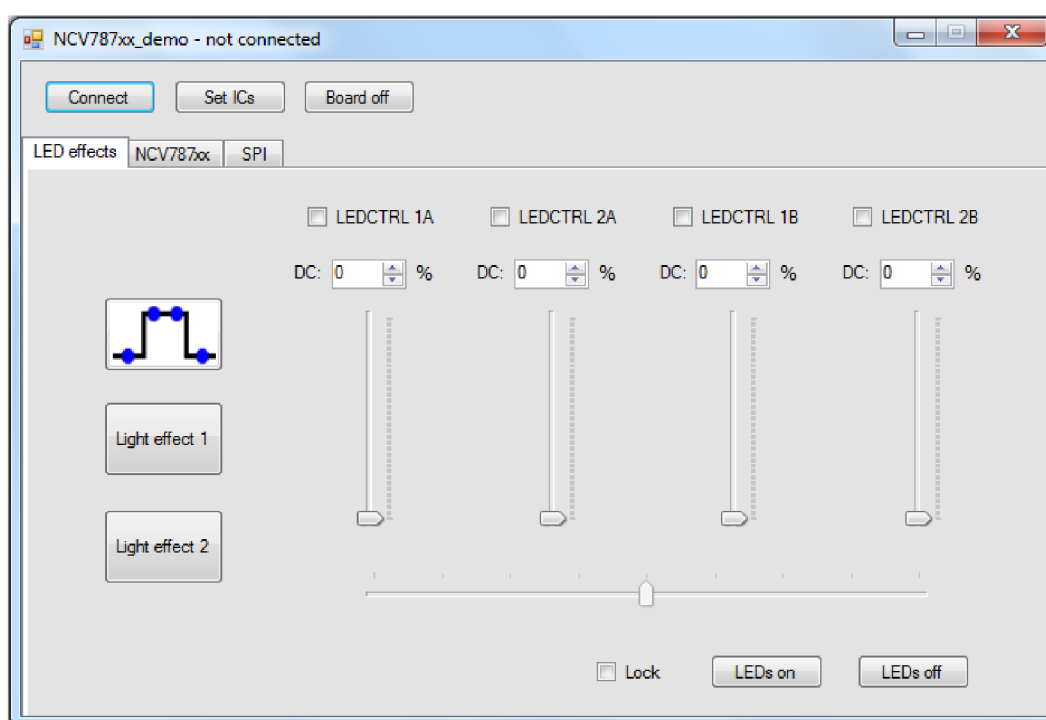 NCV787xx_demo - not connected
Connect Set ICs Board off
LED effects NCV787xx SPI
LEDCTRL 1A LEDCTRL 2A LEDCTRL 1B LEDCTRL 2B
DC: 0 % DC: 0 % DC: 0 % DC: 0 %
Light effect 1
Light effect 2
Lock LEDs on LEDs off